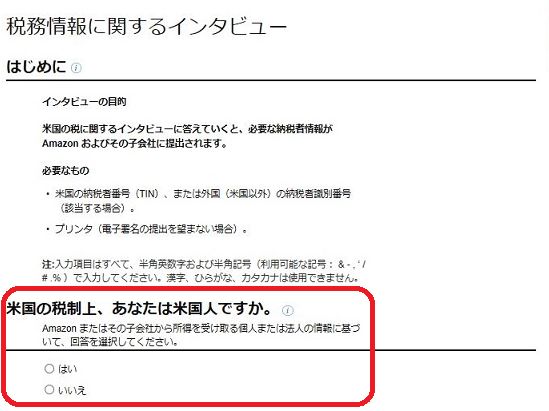 税務情報に関するインタビュー
はじめに
インタビューの目的
米国の税に関するインタビューに答えていくと、必要な納税者情報が
Amazon およびその子会社に提出されます。
必要なもの
・ 米国の納税者番号（TIN）、または外国（米国以外）の納税者識別番号
（該当する場合）。
・ プリンタ（電子署名の提出を望まない場合）。
注:入力項目はすべて、半角英数字および半角記号（利用可能な記号： & - , ' /
# . % ）で入力してください。漢字、ひらがな、カタカナは使用できません。
米国の税制上、あなたは米国人ですか。
Amazon またはその子会社から所得を受け取る個人または法人の情報に基づ
いて、回答を選択してください。
はい
いいえ